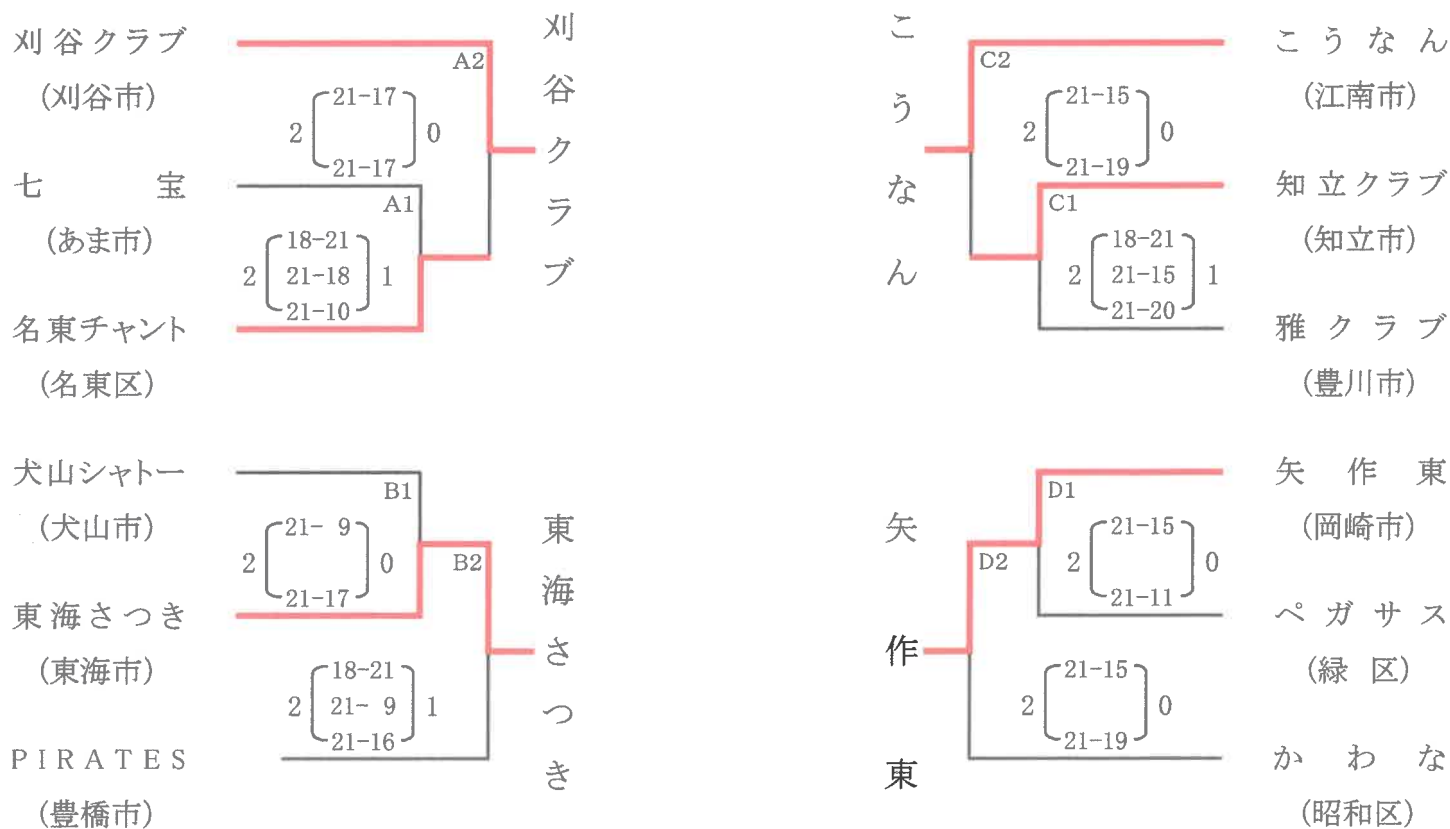 刈谷クラブ
(刈谷市)
七宝
(あま市)
名東チャント
(名東区)
A2
21-17
2 0
21-17
A1
18-21
2 21-18 1
21-10
刈谷クラブ
犬山シャトー
(犬山市)
東海さつき
(東海市)
PIRATES
(豊橋市)
B1
21- 9
2 0
21-17
B2
18-21
2 21- 9 1
21-16
東海さつき
こうなん
C2
21-15
2 0
21-19
C1
18-21
2 21-15 1
21-20
こうなん
(江南市)
知立クラブ
(知立市)
雅クラブ
(豊川市)
矢作東
D1
21-15
2 0
21-11
D2
21-15
2 0
21-19
矢作東
(岡崎市)
ペガサス
(緑区)
かわな
(昭和区)